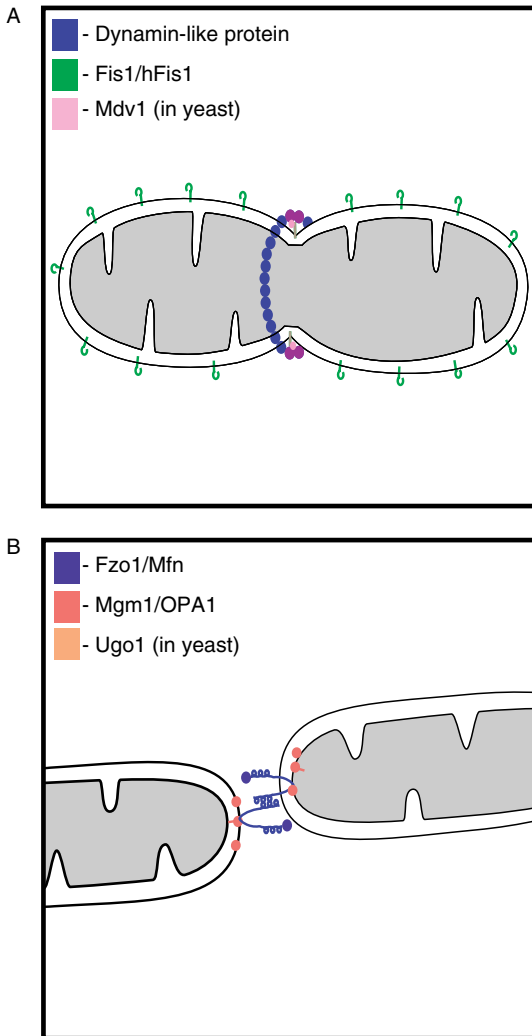 A
- Dynamin-like protein
- Fis1/hFis1
- Mdv1 (in yeast)
B
- Fzo1/Mfn
- Mgm1/OPA1
- Ugo1 (in yeast)